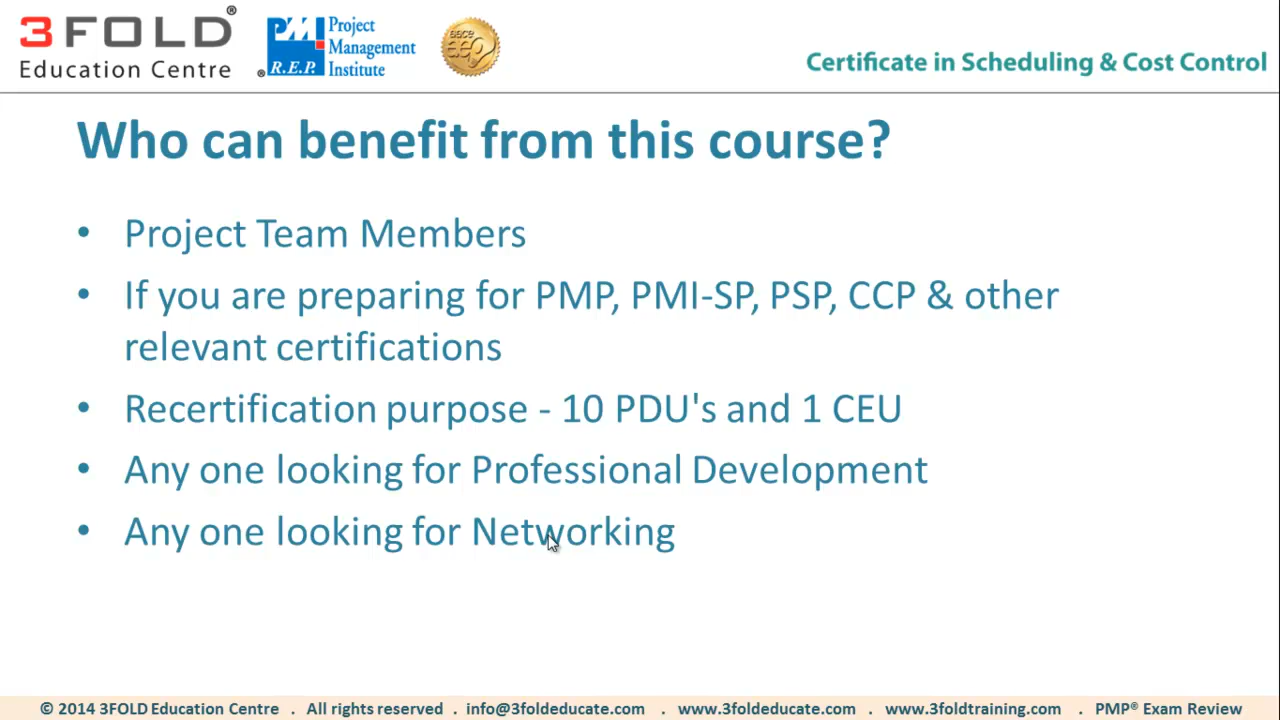 3FOLD®
Education Centre
PMI Project
Management
® R.E.P. Institute
aace
aep
Certificate in Scheduling & Cost Control
Who can benefit from this course?
• Project Team Members
• If you are preparing for PMP, PMI-SP, PSP, CCP & other
relevant certifications
• Recertification purpose - 10 PDU's and 1 CEU
• Any one looking for Professional Development
• Any one looking for Networking
© 2014 3FOLD Education Centre . All rights reserved . info@3foldeducate.com . www.3foldeducate.com . www.3foldtraining.com . PMP® Exam Review